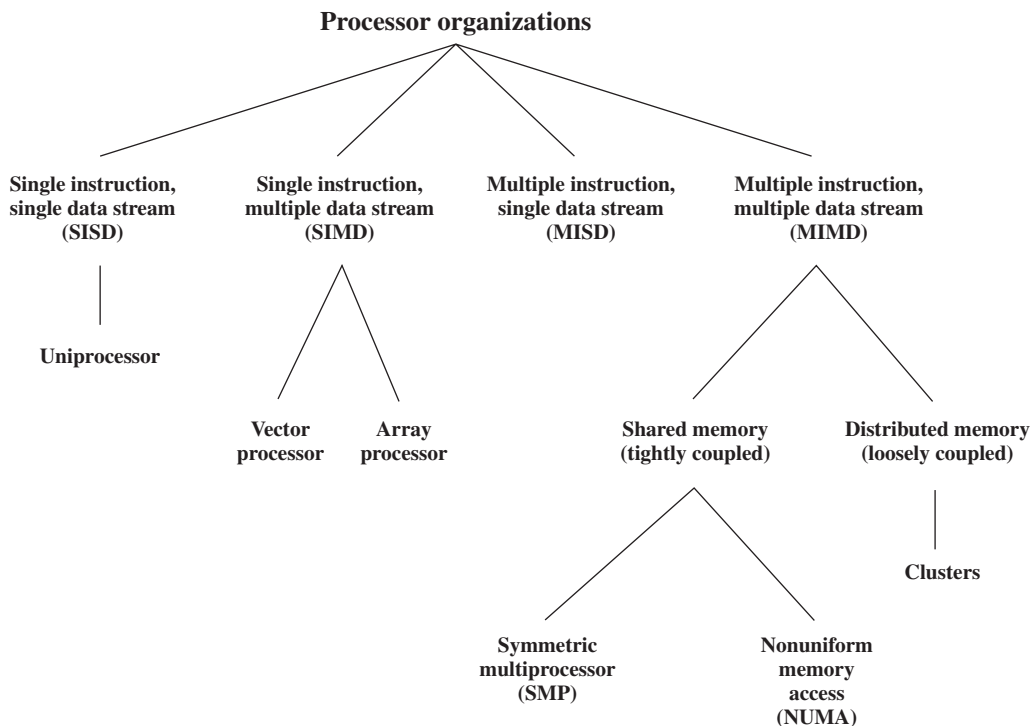 Processor organizations
Single instruction,
single data stream
(SISD)
Single instruction,
multiple data stream
(SIMD)
Multiple instruction,
single data stream
(MISD)
Multiple instruction,
multiple data stream
(MIMD)
Uniprocessor
Vector
processor
Array
processor
Shared memory
(tightly coupled)
Distributed memory
(loosely coupled)
Clusters
Symmetric
multiprocessor
(SMP)
Nonuniform
memory
access
(NUMA)